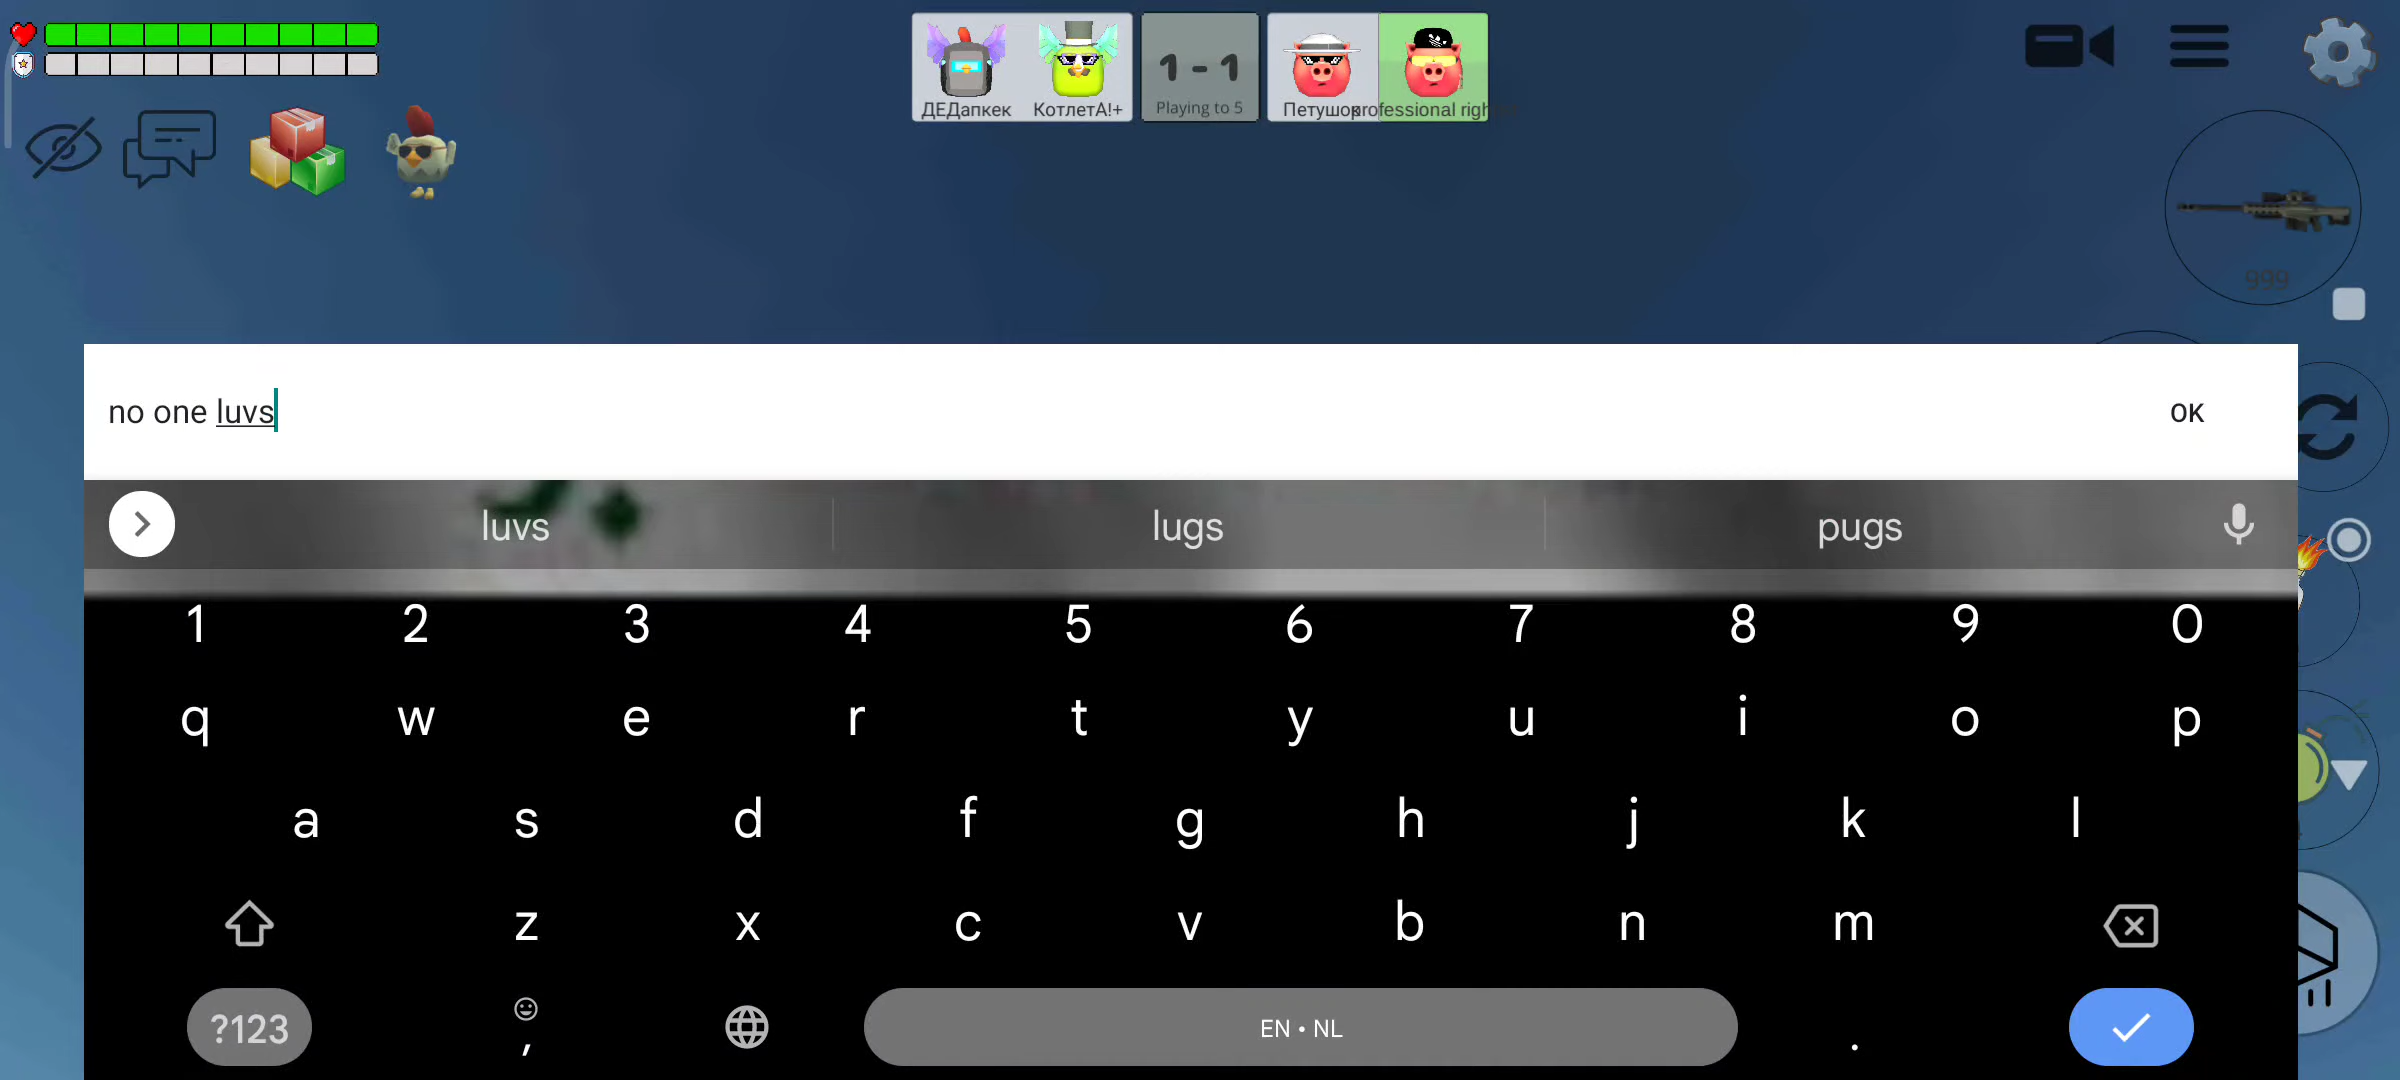 ДЕДапкек КотлетА!+
1 - 1
Playing to 5
Петушок
professional righ
999
no one luvs
OK
luvs lugs pugs
1 2 3 4 5 6 7 8 9 0
q w e r t y u i o p
a s d f g h j k l
z x c v b n m
?123 , EN • NL .